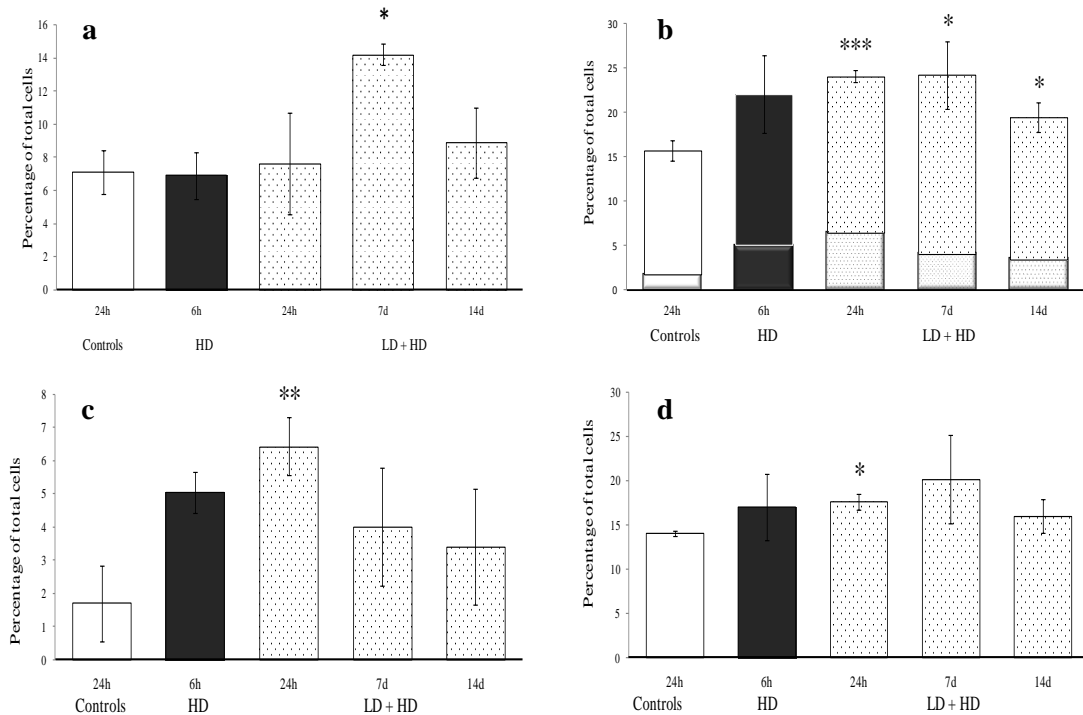 a
*
Percentage of total cells
16
14
12
10
8
6
4
2
0
24h 6h 24h 7d 14d
Controls HD LD + HD
b
*** * *
Percentage of total cells
30
25
20
15
10
5
0
24h 6h 24h 7d 14d
Controls HD LD + HD
c
**
Percentage of total cells
8
7
6
5
4
3
2
1
0
24h 6h 24h 7d 14d
Controls HD LD + HD
d
*
Percentage of total cells
30
25
20
15
10
5
0
24h 6h 24h 7d 14d
Controls HD LD + HD